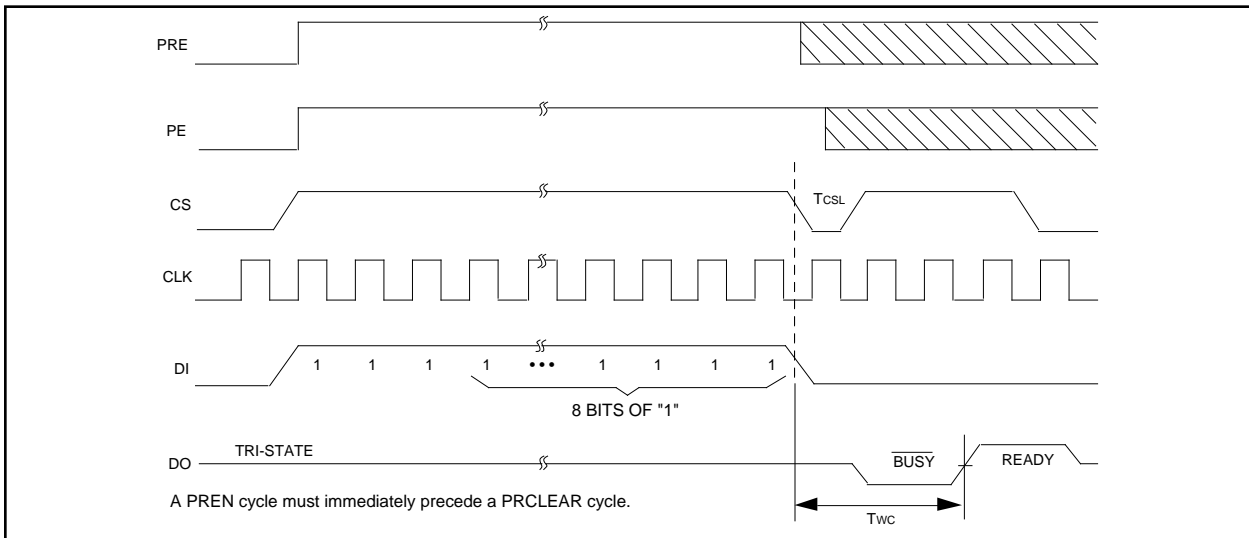 PRE
PE
CS
TCSL
CLK
DI
1 1 1 1 ••• 1 1 1 1
8 BITS OF "1"
DO
TRI-STATE
BUSY
READY
A PREN cycle must immediately precede a PRCLEAR cycle.
TWC